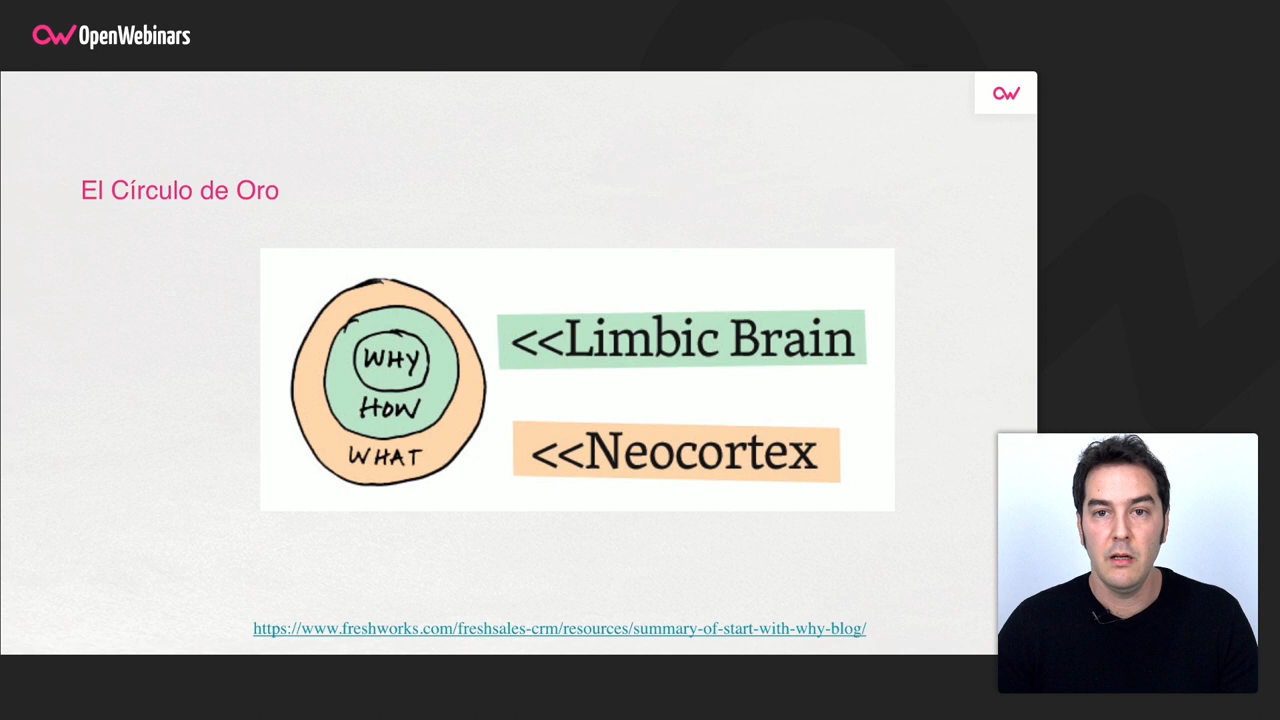 OpenWebinars
El Círculo de Oro
WHY
HOW
WHAT
<<Limbic Brain
<<Neocortex
https://www.freshworks.com/freshsales-crm/resources/summary-of-start-with-why-blog/